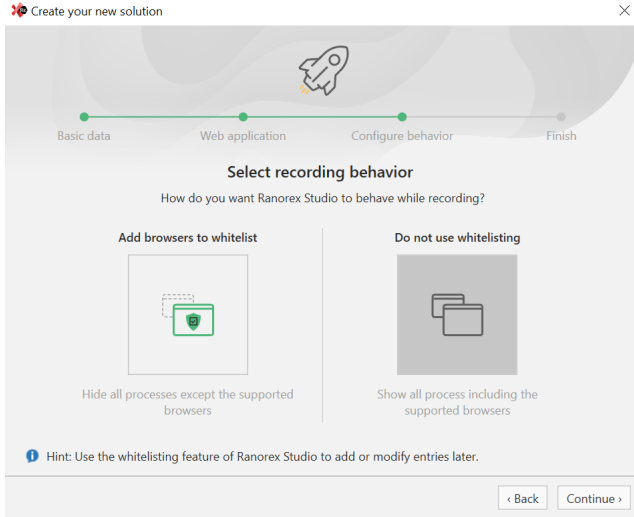 Create your new solution
Basic data
Web application
Configure behavior
Finish
Select recording behavior
How do you want Ranorex Studio to behave while recording?
Add browsers to whitelist
Hide all processes except the supported
browsers
Do not use whitelisting
Show all process including the
supported browsers
Hint: Use the whitelisting feature of Ranorex Studio to add or modify entries later.
‹ Back
Continue ›